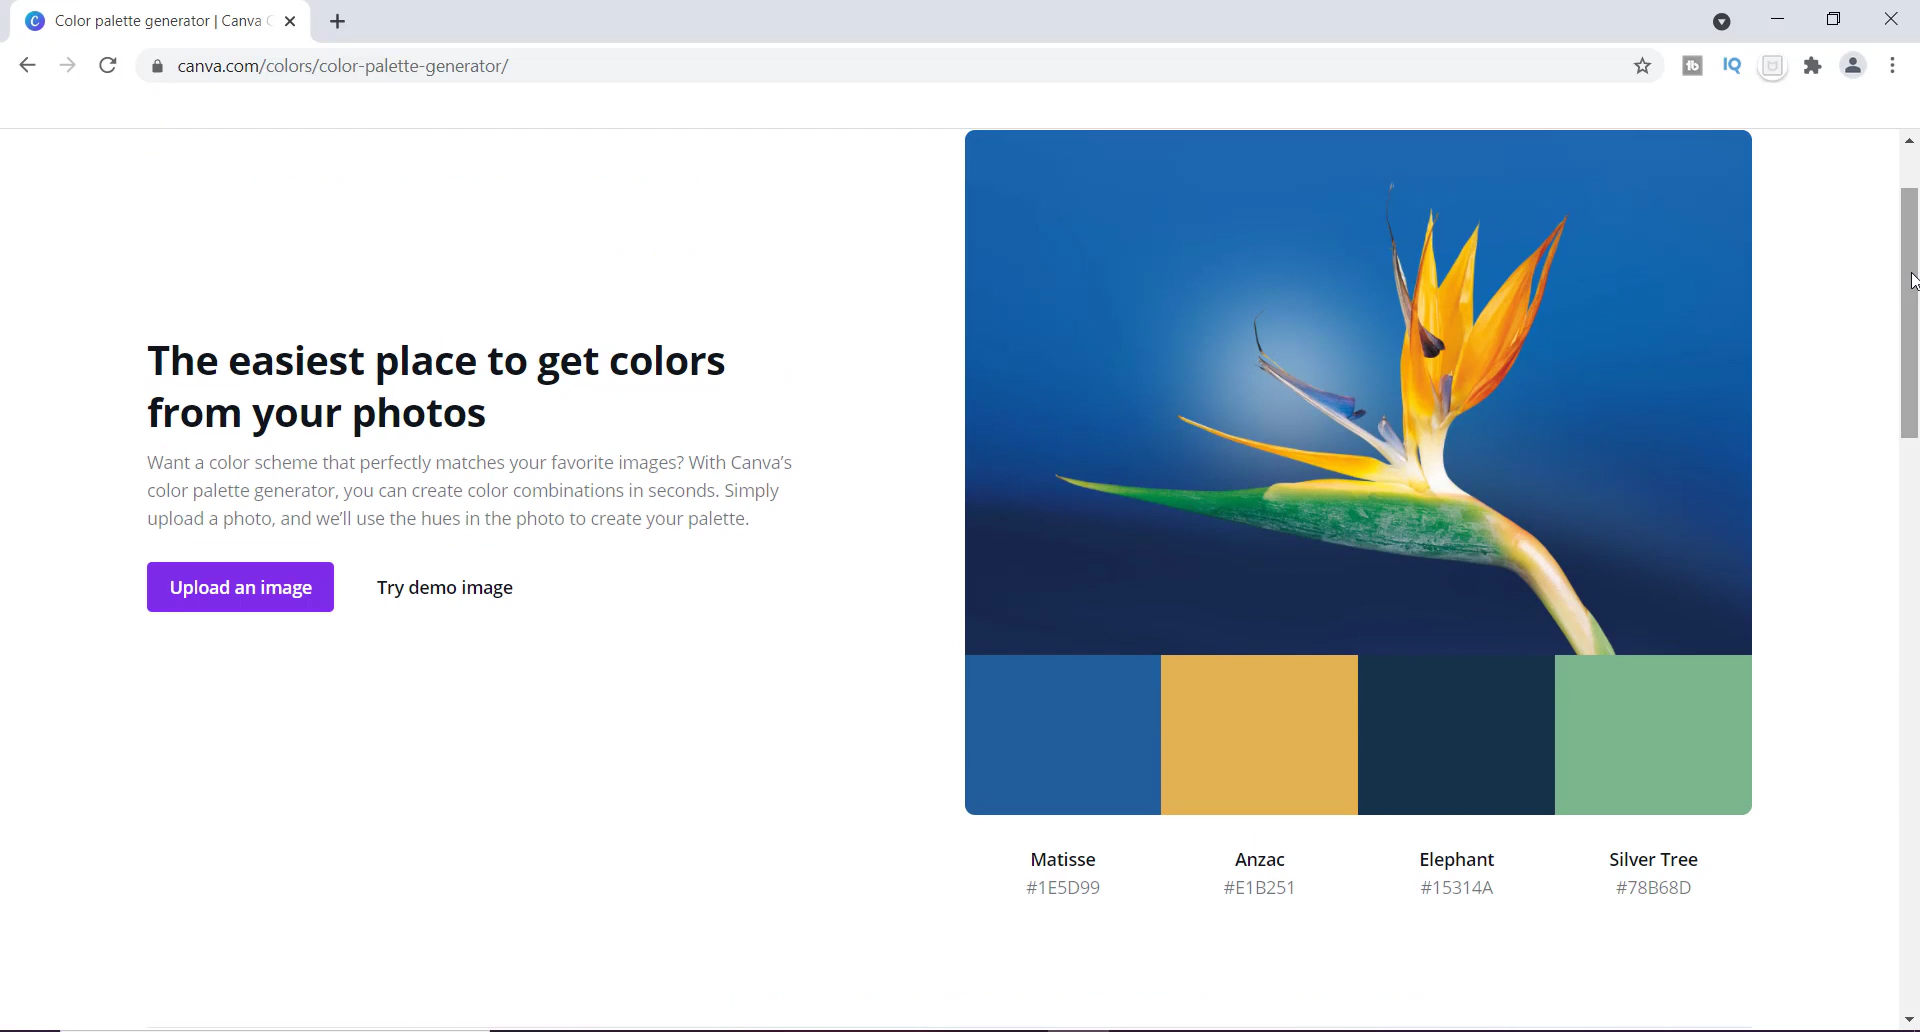 Color palette generator | Canva
canva.com/colors/color-palette-generator/
tb
IQ
The easiest place to get colors
from your photos
Want a color scheme that perfectly matches your favorite images? With Canva's
color palette generator, you can create color combinations in seconds. Simply
upload a photo, and we'll use the hues in the photo to create your palette.
Upload an image
Try demo image
Matisse
Anzac
Elephant
Silver Tree
#1E5D99
#E1B251
#15314A
#78B68D